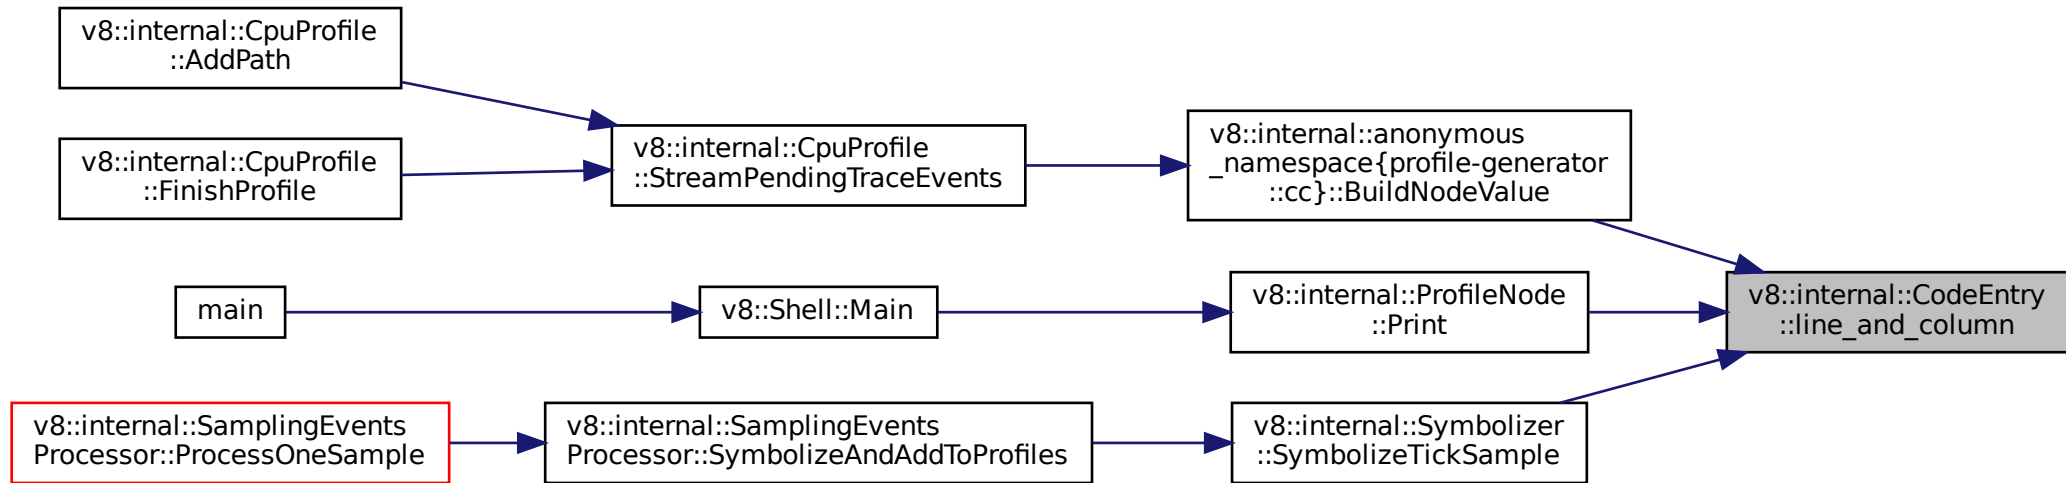 v8::internal::CpuProfile
::AddPath
v8::internal::CpuProfile
::FinishProfile
v8::internal::CpuProfile
::StreamPendingTraceEvents
v8::internal::anonymous
_namespace{profile-generator
::cc}::BuildNodeValue
main
v8::Shell::Main
v8::internal::ProfileNode
::Print
v8::internal::CodeEntry
::line_and_column
v8::internal::SamplingEvents
Processor::ProcessOneSample
v8::internal::SamplingEvents
Processor::SymbolizeAndAddToProfiles
v8::internal::Symbolizer
::SymbolizeTickSample